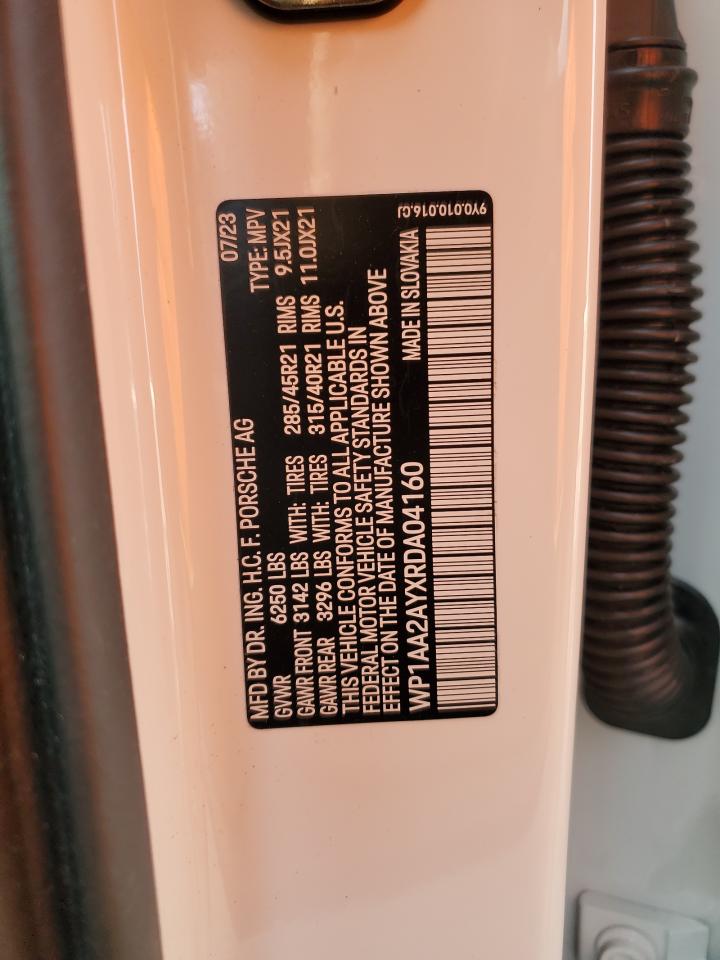 MFD BY DR. ING. H.C. F. PORSCHE AG 07/23
GVWR 6250 LBS TYPE: MPV
GAWR FRONT 3142 LBS WITH: TIRES 285/45R21 RIMS 9.5JX21
GAWR REAR 3296 LBS WITH: TIRES 315/40R21 RIMS 11.0JX21
THIS VEHICLE CONFORMS TO ALL APPLICABLE U.S.
FEDERAL MOTOR VEHICLE SAFETY STANDARDS IN
EFFECT ON THE DATE OF MANUFACTURE SHOWN ABOVE
WP1AA2AYXRDA04160 MADE IN SLOVAKIA
9Y0.010.016.CJ